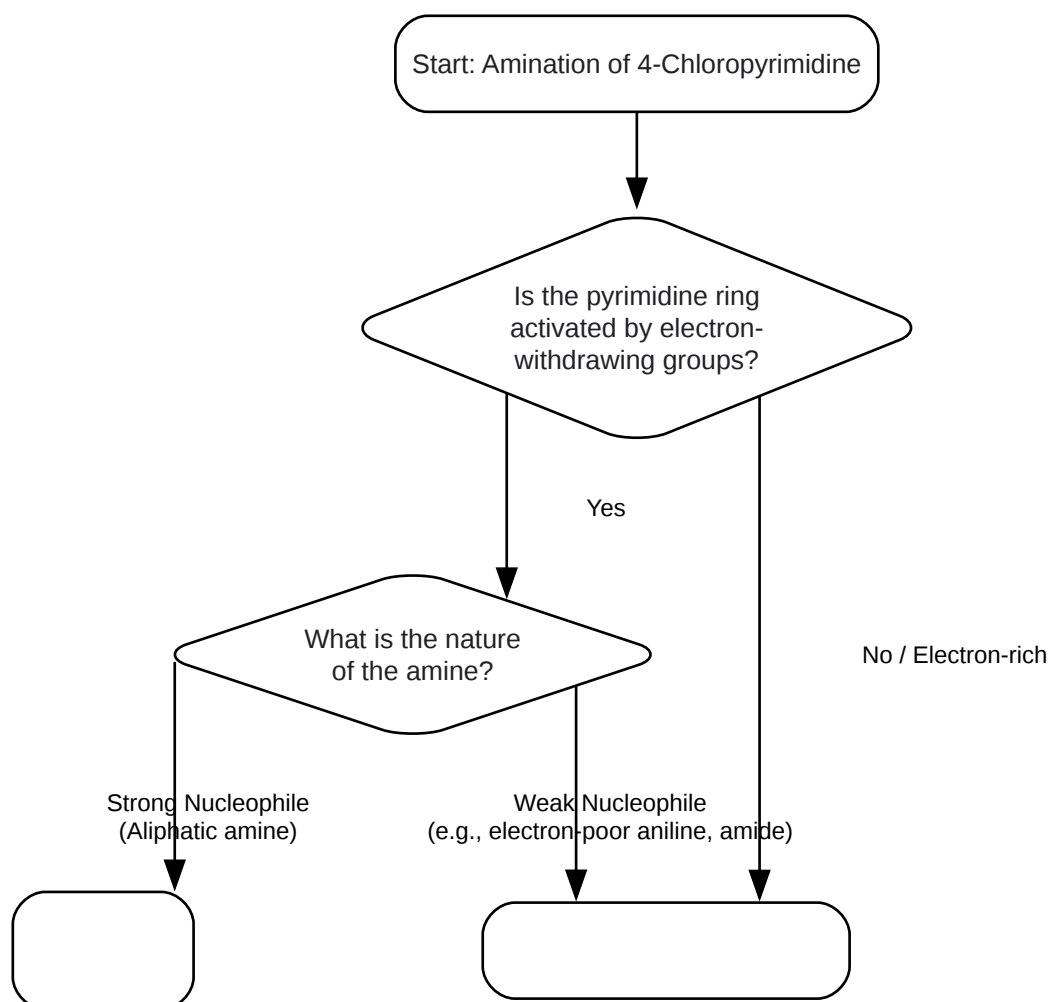 Start: Amination of 4-Chloropyrimidine
Is the pyrimidine ring
activated by electron-
withdrawing groups?
Yes
What is the nature
of the amine?
No / Electron-rich
Strong Nucleophile
(Aliphatic amine)
Weak Nucleophile
(e.g., electron-poor aniline, amide)